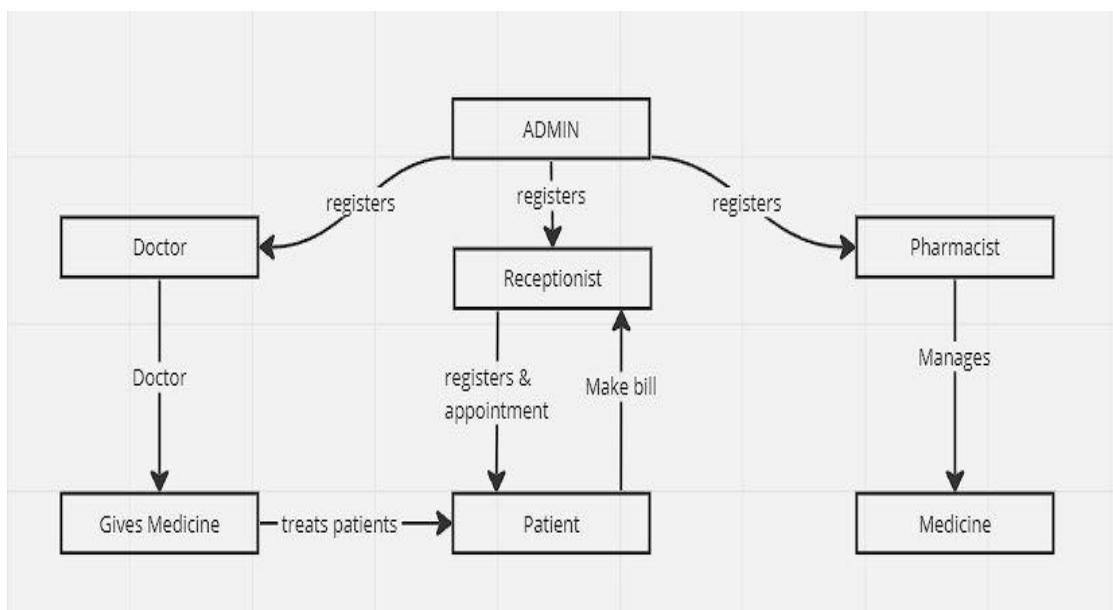 ADMIN
registers
registers
registers
Doctor
Receptionist
Pharmacist
Doctor
registers &
appointment
Make bill
Manages
Gives Medicine
treats patients
Patient
Medicine